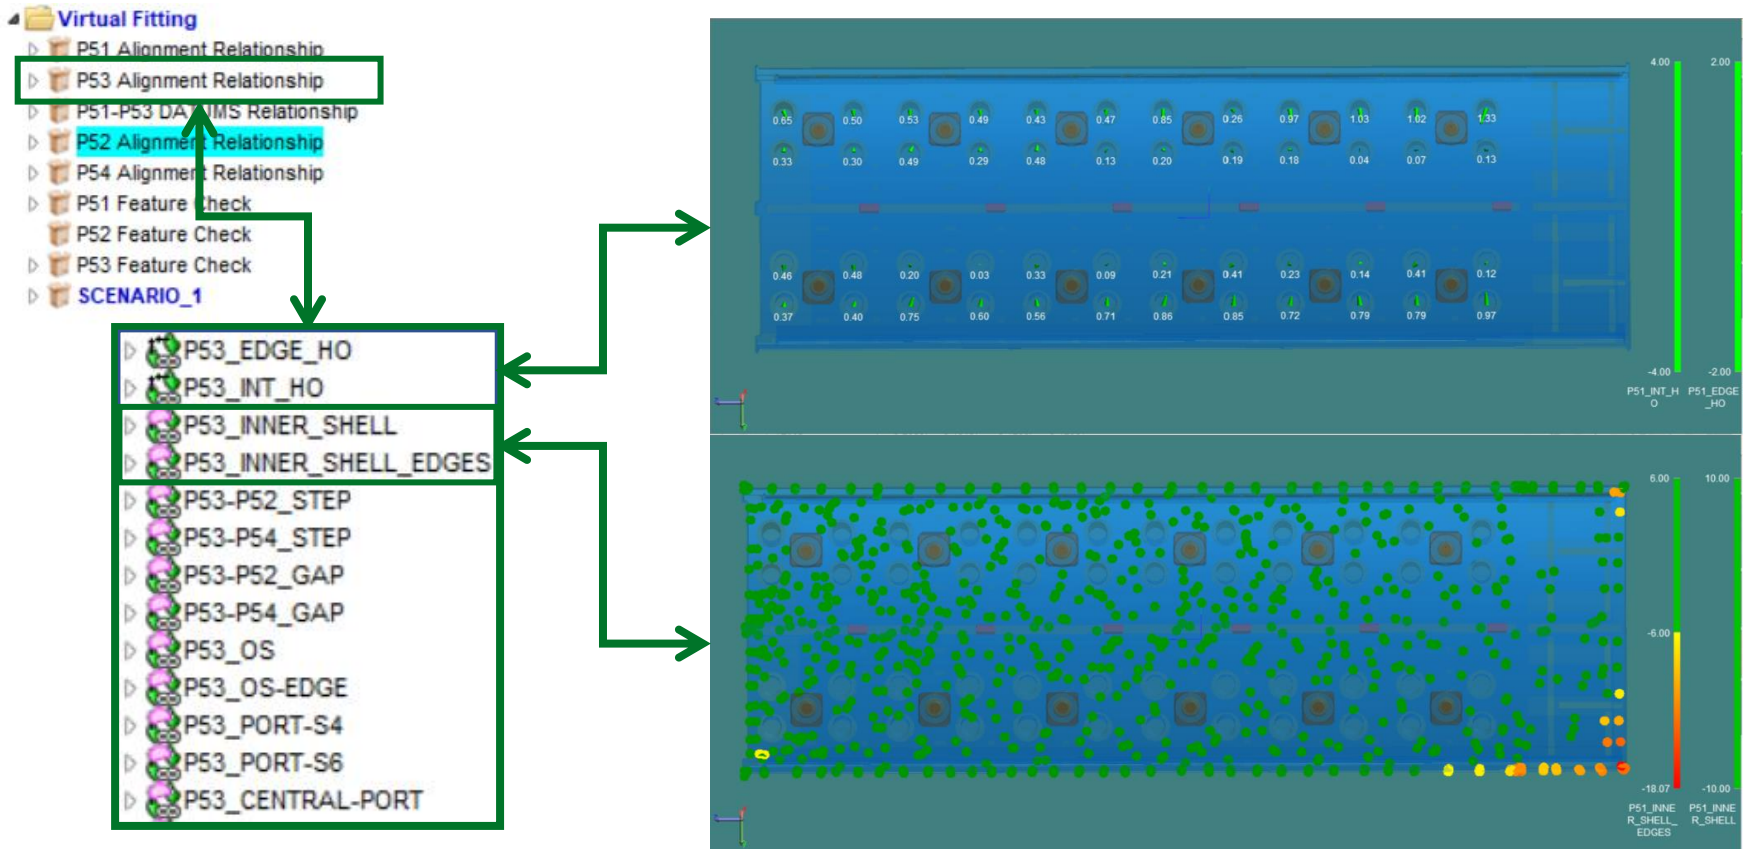 Virtual Fitting
P51 Alignment Relationship
P53 Alignment Relationship
P51-P53 DATUMS Relationship
P52 Alignment Relationship
P54 Alignment Relationship
P51 Feature Check
P52 Feature Check
P53 Feature Check
SCENARIO_1
P53_EDGE_HO
P53_INT_HO
P53_INNER_SHELL
P53_INNER_SHELL_EDGES
P53-P52_STEP
P53-P54_STEP
P53-P52_GAP
P53-P54_GAP
P53_OS
P53_OS-EDGE
P53_PORT-S4
P53_PORT-S6
P53_CENTRAL-PORT
4.00 2.00
0.65 0.50 0.53 0.49 0.43 0.47 0.85 0.26 0.97 1.03 1.02 1.33
0.33 0.30 0.49 0.29 0.48 0.13 0.20 0.19 0.18 0.04 0.07 0.13
0.46 0.48 0.20 0.03 0.33 0.09 0.21 0.41 0.23 0.14 0.41 0.12
0.37 0.40 0.75 0.60 0.56 0.71 0.86 0.85 0.72 0.79 0.79 0.97
-4.00 -2.00
P51_INT_H P51_EDGE
O _HO
6.00 10.00
-6.00
-18.07 -10.00
P51_INNE P51_INNE
R_SHELL_ R_SHELL
EDGES